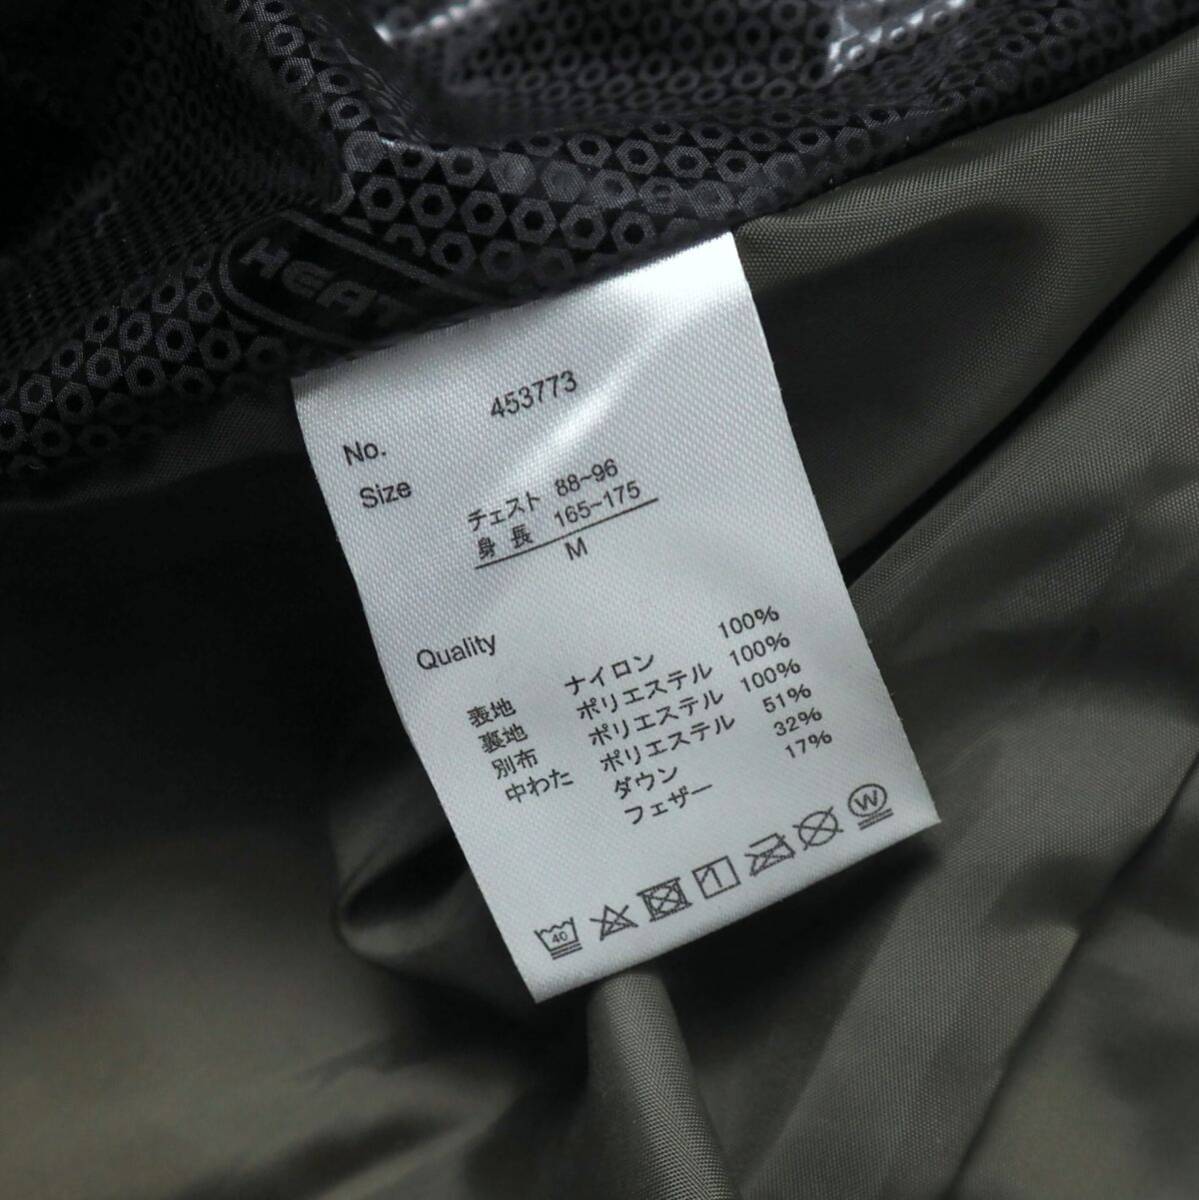 HEAT
No. 453773
Size
チェスト 88~96
身長 165~175
M
Quality
表地 ナイロン 100%
裏地 ポリエステル 100%
別布 ポリエステル 100%
中わた ポリエステル 51%
ダウン 32%
フェザー 17%
40 1 W